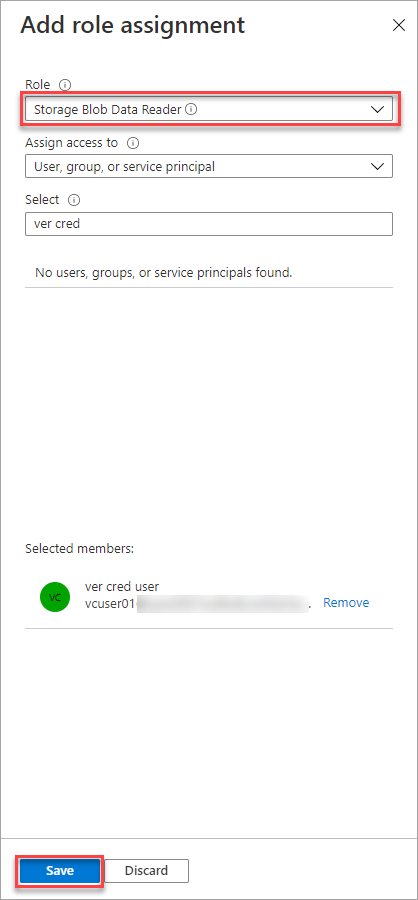 Add role assignment
Role
Storage Blob Data Reader
Assign access to
User, group, or service principal
Select
ver cred
No users, groups, or service principals found.
Selected members:
VC
ver cred user
vcuser01
Remove
Save
Discard